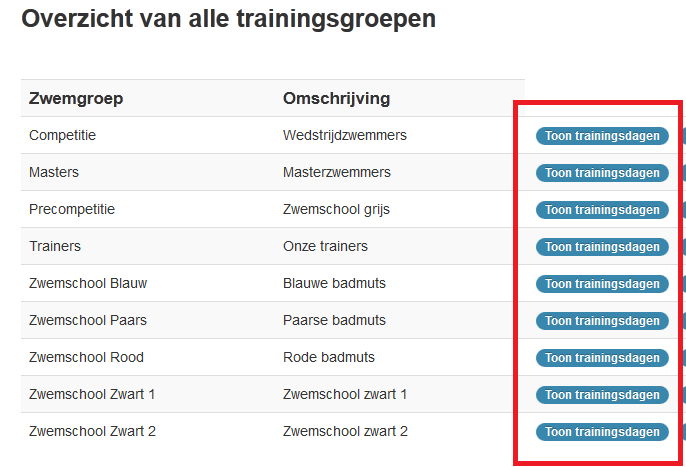 Overzicht van alle trainingsgroepen
Zwemgroep Omschrijving
Competitie Wedstrijdzwemmers Toon trainingsdagen
Masters Masterzwemmers Toon trainingsdagen
Precompetitie Zwemschool grijs Toon trainingsdagen
Trainers Onze trainers Toon trainingsdagen
Zwemschool Blauw Blauwe badmuts Toon trainingsdagen
Zwemschool Paars Paarse badmuts Toon trainingsdagen
Zwemschool Rood Rode badmuts Toon trainingsdagen
Zwemschool Zwart 1 Zwemschool zwart 1 Toon trainingsdagen
Zwemschool Zwart 2 Zwemschool zwart 2 Toon trainingsdagen